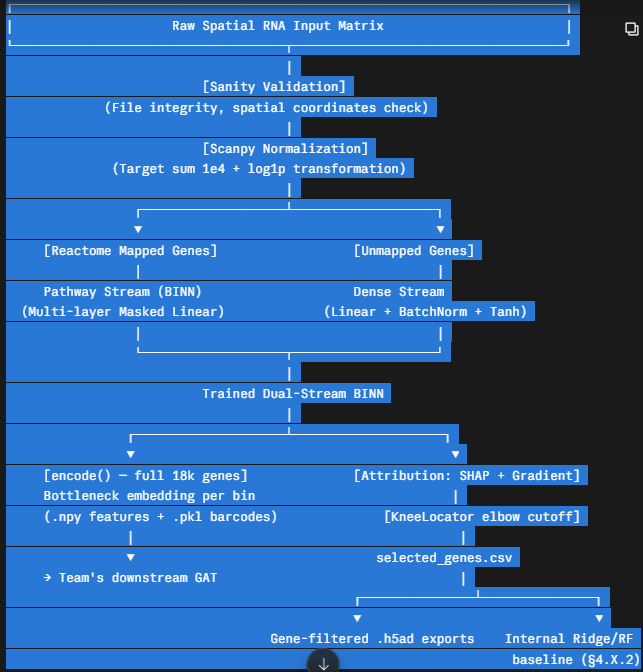 Raw Spatial RNA Input Matrix
[Sanity Validation]
(File integrity, spatial coordinates check)
[Scanpy Normalization]
(Target sum 1e4 + log1p transformation)
[Reactome Mapped Genes] [Unmapped Genes]
Pathway Stream (BINN) Dense Stream
(Multi-layer Masked Linear) (Linear + BatchNorm + Tanh)
Trained Dual-Stream BINN
[encode() — full 18k genes] [Attribution: SHAP + Gradient]
Bottleneck embedding per bin
(.npy features + .pkl barcodes) [KneeLocator elbow cutoff]
selected_genes.csv
→ Team's downstream GAT
Gene-filtered .h5ad exports Internal Ridge/RF
baseline (§4.X.2)